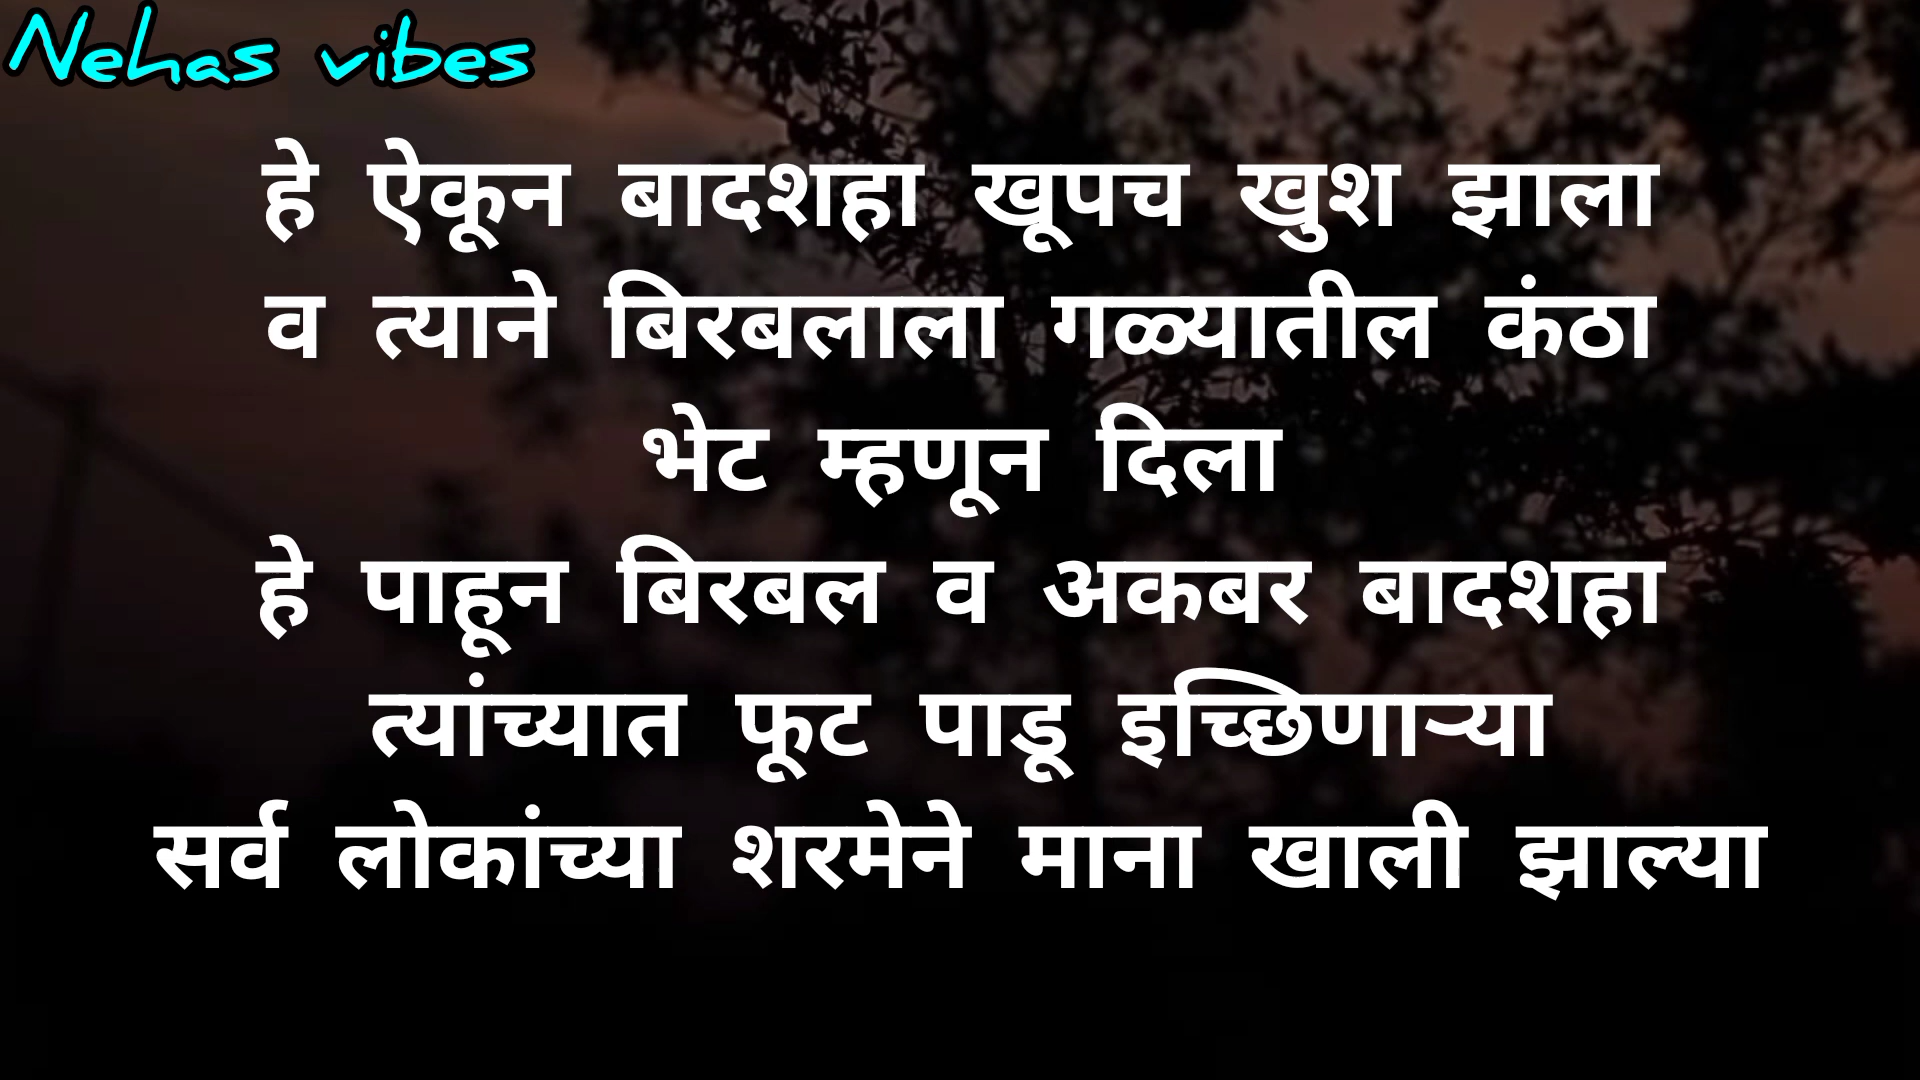 Nehas vibes
हे ऐकून बादशहा खूपच खुश झाला
व त्याने बिरबलाला गळ्यातील कंठा
भेट म्हणून दिला
हे पाहून बिरबल व अकबर बादशहा
त्यांच्यात फूट पाडू इच्छिणाऱ्या
सर्व लोकांच्या शरमेने माना खाली झाल्या